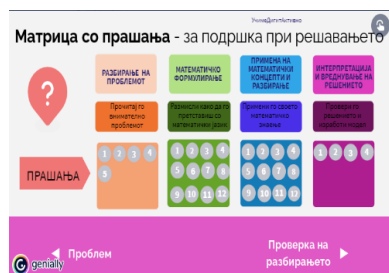 УчимеДигитАктивно
Матрица со прашања - за подршка при решавањето
РАЗБИРАЊЕ НА
ПРОБЛЕМОТ
МАТЕМАТИЧКО
ФОРМУЛИРАЊЕ
ПРИМЕНА НА
МАТЕМАТИЧКИ
КОНЦЕПТИ И
РАЗБИРАЊЕ
ИНТЕРПРЕТАЦИЈА
И ВРЕДНУВАЊЕ НА
РЕШЕНИЕТО
?
Прочитај го
внимателно
проблемот
Размисли како да го
претставиш со
математички јазик
Примени го своето
математичко
знаење
Провери го
решението и
изработи модел
ПРАШАЊА
1 2 3 4
5
1 2 3 4
5 6 7 8
9 10 11 12
1 2 3 4
5 6 7 8
9 10 11 12
1 2 3 4
Проблем
Проверка на
разбирањето
genially